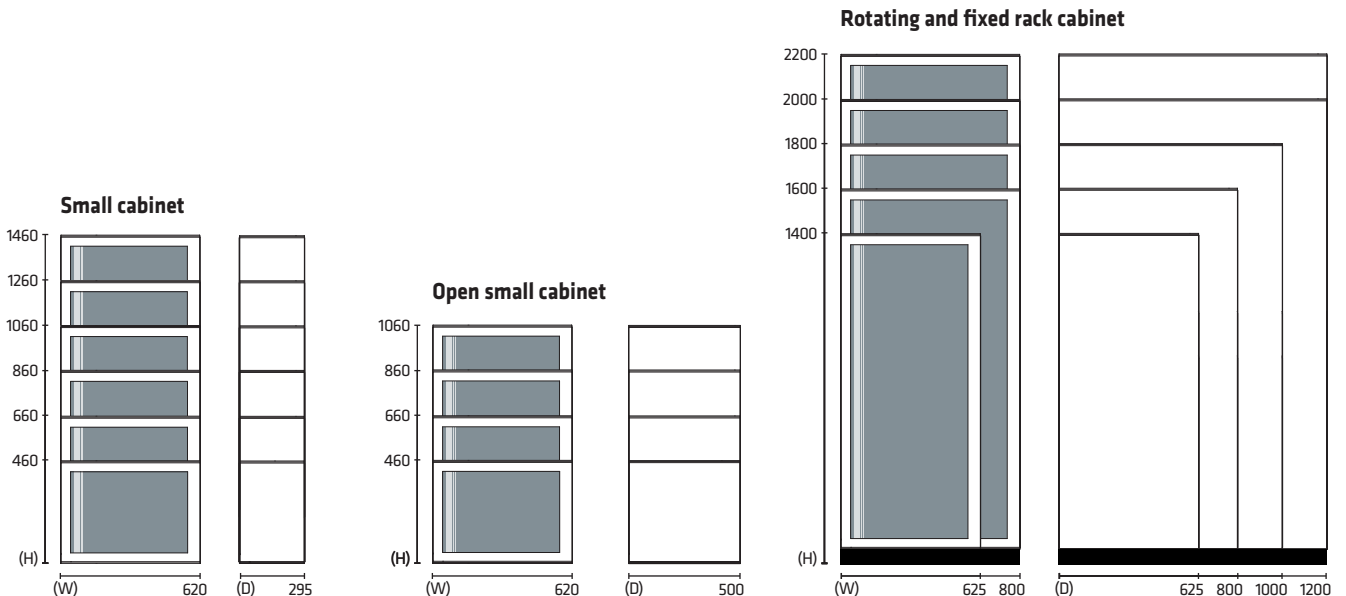 Small cabinet
1460
1260
1060
860
660
460
(H)
(W) 620
(D) 295
Open small cabinet
1060
860
660
460
(H)
(W) 620
(D) 500
Rotating and fixed rack cabinet
2200
2000
1800
1600
1400
(H)
(W) 625 800
(D) 625 800 1000 1200